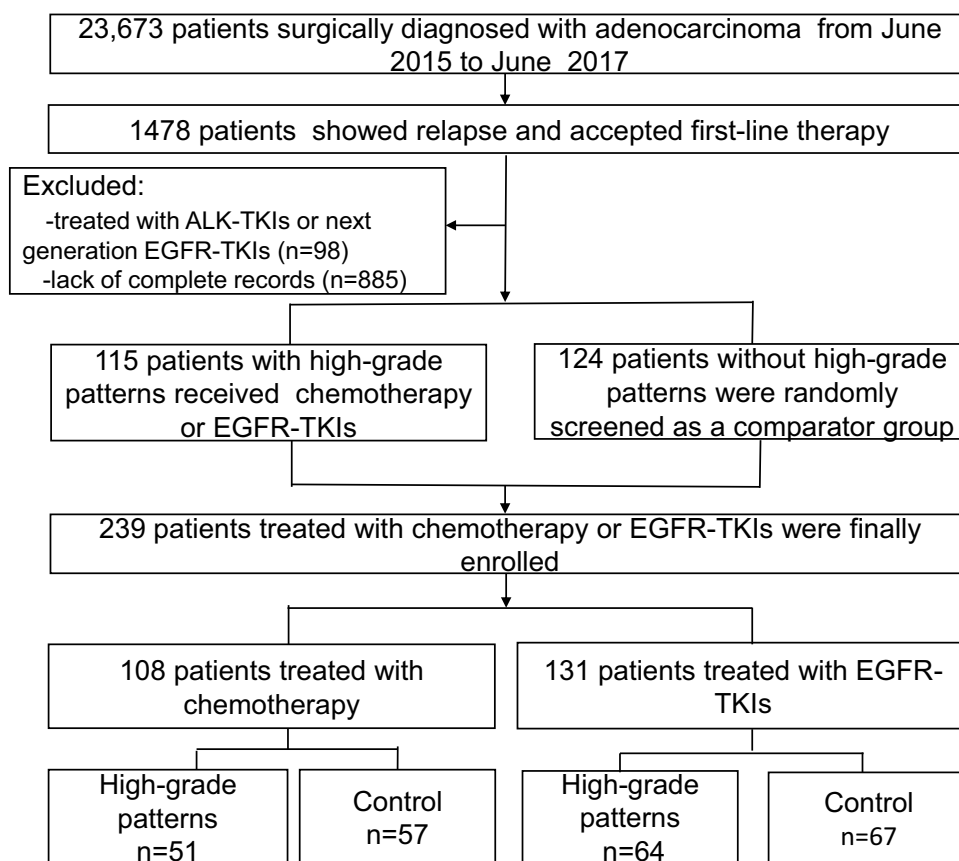 23,673 patients surgically diagnosed with adenocarcinoma from June
2015 to June 2017
1478 patients showed relapse and accepted first-line therapy
Excluded:
-treated with ALK-TKIs or next
generation EGFR-TKIs (n=98)
-lack of complete records (n=885)
115 patients with high-grade
patterns received chemotherapy
or EGFR-TKIs
124 patients without high-grade
patterns were randomly
screened as a comparator group
239 patients treated with chemotherapy or EGFR-TKIs were finally
enrolled
108 patients treated with
chemotherapy
131 patients treated with EGFR-
TKIs
High-grade
patterns
n=51
Control
n=57
High-grade
patterns
n=64
Control
n=67